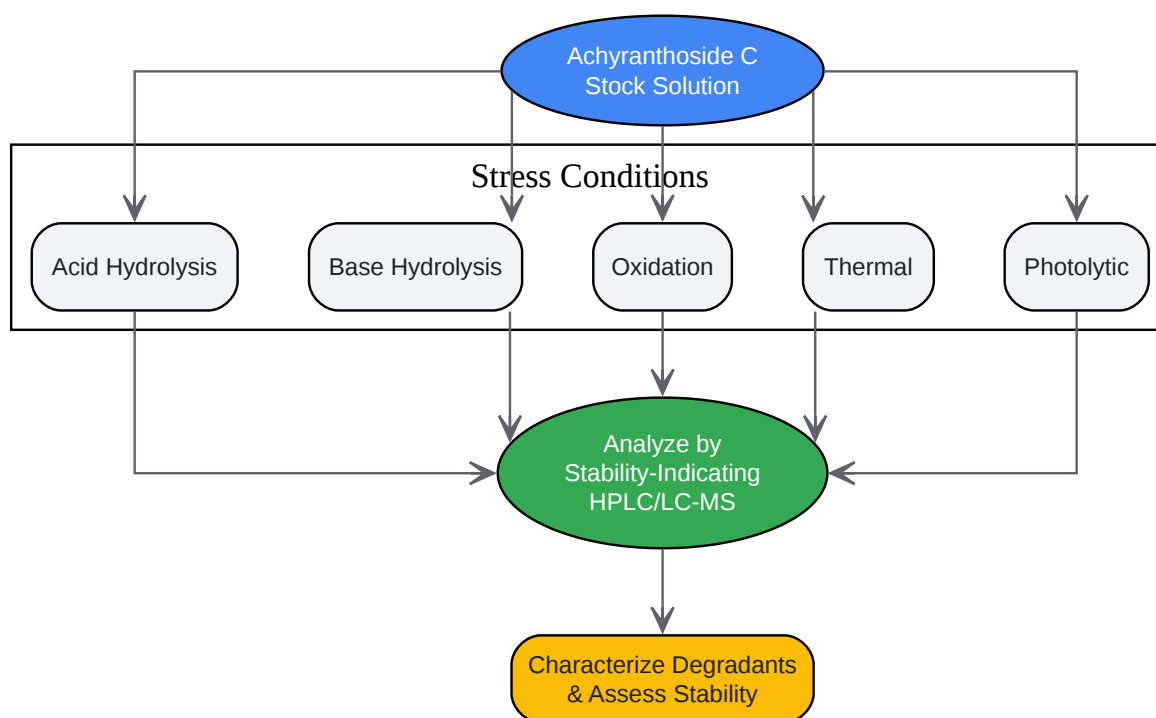 Achyranthoside C
Stock Solution
Stress Conditions
Acid Hydrolysis
Base Hydrolysis
Oxidation
Thermal
Photolytic
Analyze by
Stability-Indicating
HPLC/LC-MS
Characterize Degradants
& Assess Stability